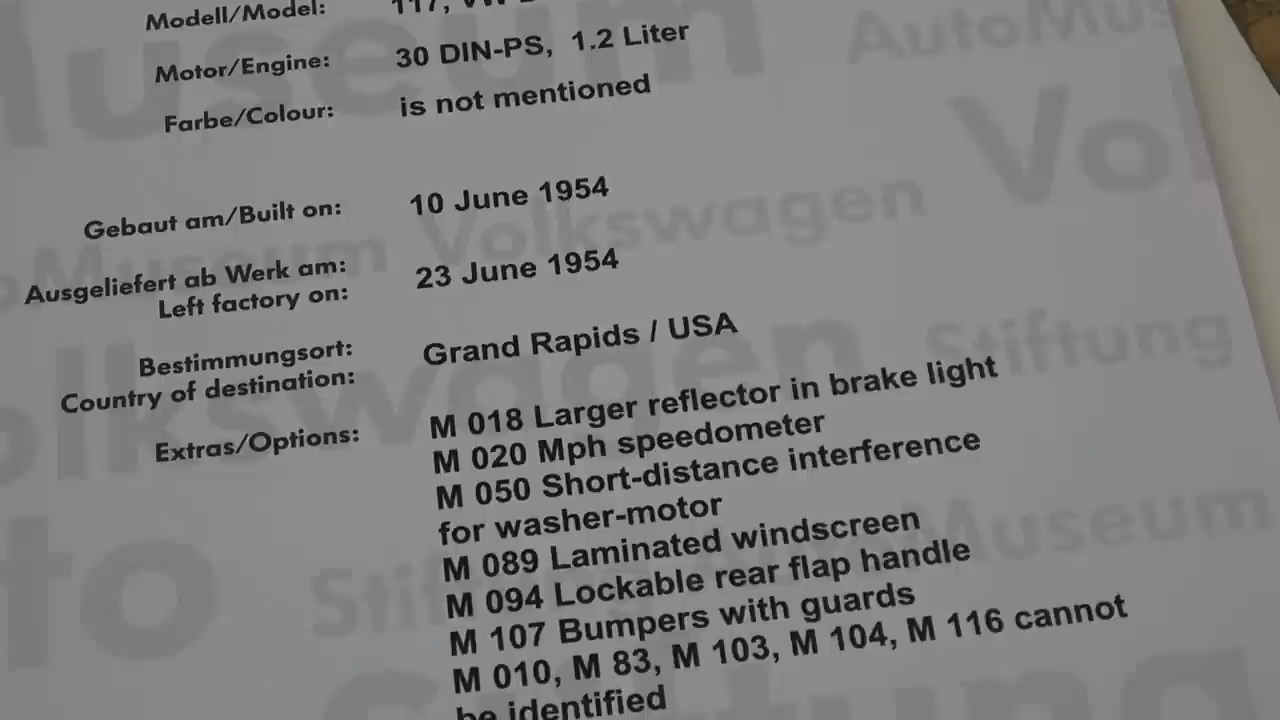 Modell/Model: 117, VW
Motor/Engine: 30 DIN-PS, 1.2 Liter
Farbe/Colour: is not mentioned
Gebaut am/Built on: 10 June 1954
Ausgeliefert ab Werk am:
Left factory on: 23 June 1954
Bestimmungsort:
Country of destination: Grand Rapids / USA
Extras/Options: M 018 Larger reflector in brake light
M 020 Mph speedometer
M 050 Short-distance interference
for washer-motor
M 089 Laminated windscreen
M 094 Lockable rear flap handle
M 107 Bumpers with guards
M 010, M 83, M 103, M 104, M 116 cannot
be identified